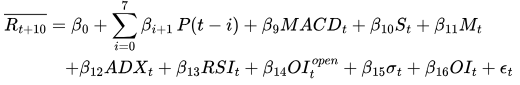 $\overline{R_{t+10}} = \beta_0 + \sum_{i=0}^{7} \beta_{i+1} P(t-i) + \beta_9 MACD_t + \beta_{10} S_t + \beta_{11} M_t$
$+ \beta_{12} ADX_t + \beta_{13} RSI_t + \beta_{14} OI_t^{open} + \beta_{15} \sigma_t + \beta_{16} OI_t + \epsilon_t$